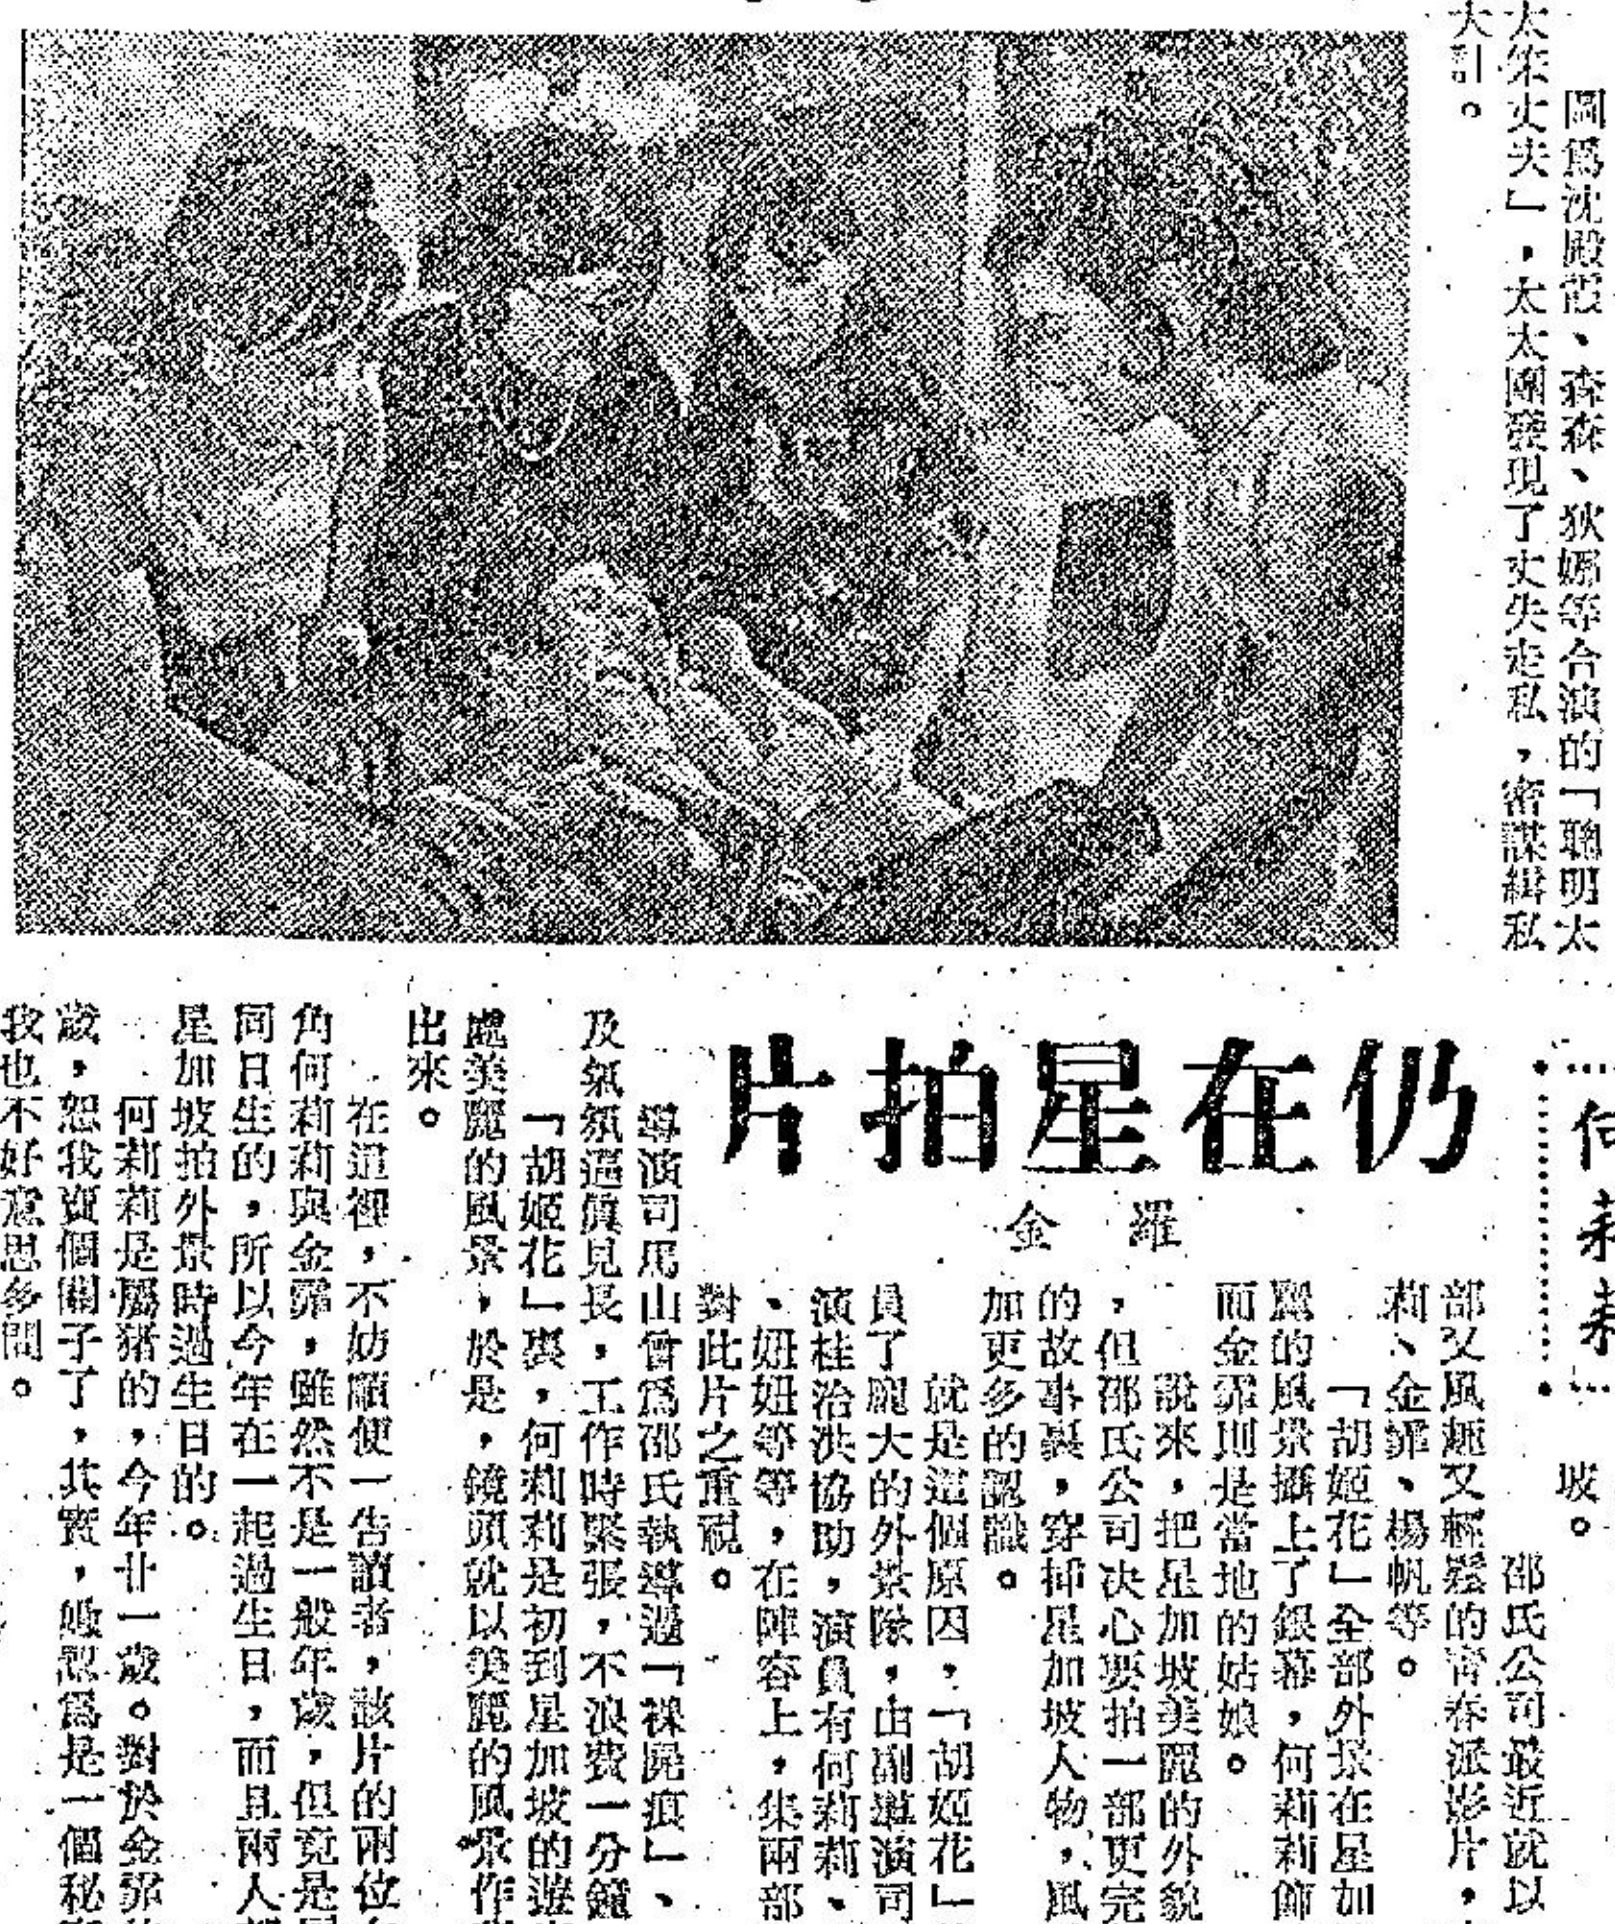 圖爲沈殿霞、森森、狄娜等合演的「聰明太
太笨丈夫」，太太團發現了丈夫走私，密謀緝私
大計。
何莉莉
仍在星拍片
羅金
坡。
邵氏公司最近就以
部又風趣又輕鬆的青春派影片，
莉、金霏、楊帆等。
「胡姬花」全部外景在星加
麗的風景攝上了銀幕，何莉莉飾
而金霏則是當地的姑娘。
說來，把星加坡美麗的外貌
，但邵氏公司决心要拍一部更完
的故事裏，穿揷星加坡人物，風
加更多的認識。
就是這個原因，「胡姬花」
員了龐大的外景隊，由副導演司
演桂治洪協助，演員有何莉莉、
、妞妞等等，在陣容上，集兩部
對此片之重視。
導演司馬山曾爲邵氏執導過「裸屍痕」、
及氣氛逼眞見長，工作時緊張，不浪費一分鐘
「胡姬花」裏，何莉莉是初到星加坡的遊
處美麗的風景，於是，鏡頭就以美麗的風景作
出來。
在這裡，不妨順便一告讀者，該片的兩位
角何莉莉與金霏，雖然不是一般年歲，但竟是
同日生的，所以今年在一起過生日，而且兩人
星加坡拍外景時過生日的。
何莉莉是屬猪的，今年廿一歲。對於金霏
歲，恕我賣個關子了，其實，她認爲是一個秘
我也不好意思多問。